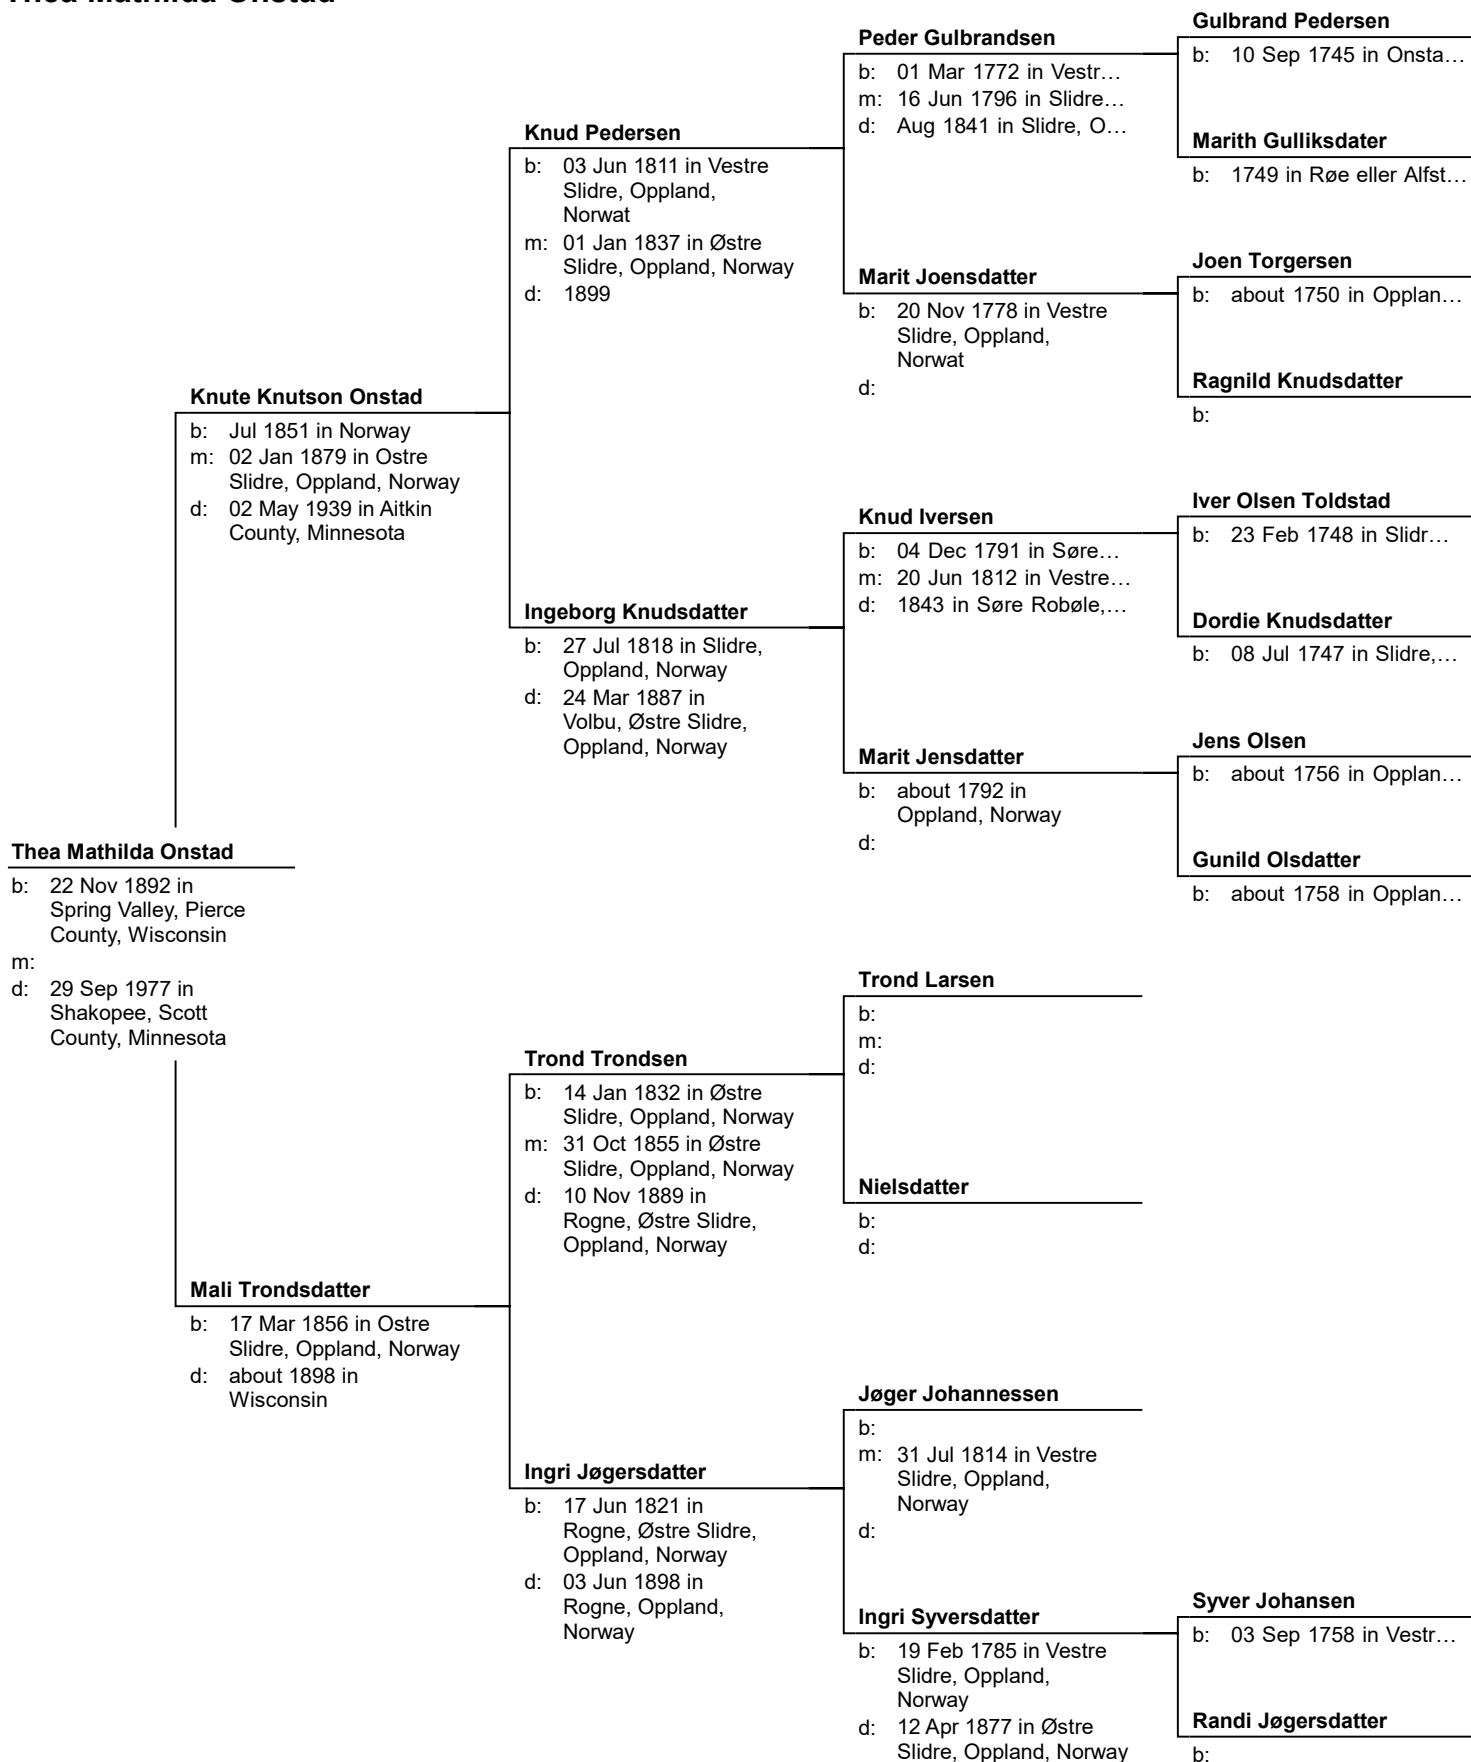 Thea Mathilda Onstad
Gulbrand Pedersen
b: 10 Sep 1745 in Onsta…
Peder Gulbrandsen
b: 01 Mar 1772 in Vestr…
m: 16 Jun 1796 in Slidre…
d: Aug 1841 in Slidre, O…
Marith Gulliksdater
b: 1749 in Røe eller Alfst…
Knud Pedersen
b: 03 Jun 1811 in Vestre
Slidre, Oppland,
Norwat
m: 01 Jan 1837 in Østre
Slidre, Oppland, Norway
d: 1899
Joen Torgersen
b: about 1750 in Opplan…
Marit Joensdatter
b: 20 Nov 1778 in Vestre
Slidre, Oppland,
Norwat
d:
Ragnild Knudsdatter
b:
Knute Knutson Onstad
b: Jul 1851 in Norway
m: 02 Jan 1879 in Ostre
Slidre, Oppland, Norway
d: 02 May 1939 in Aitkin
County, Minnesota
Iver Olsen Toldstad
b: 23 Feb 1748 in Slidr…
Knud Iversen
b: 04 Dec 1791 in Søre…
m: 20 Jun 1812 in Vestre…
d: 1843 in Søre Robøle,…
Dordie Knudsdatter
b: 08 Jul 1747 in Slidre,…
Ingeborg Knudsdatter
b: 27 Jul 1818 in Slidre,
Oppland, Norway
d: 24 Mar 1887 in
Volbu, Østre Slidre,
Oppland, Norway
Jens Olsen
b: about 1756 in Opplan…
Marit Jensdatter
b: about 1792 in
Oppland, Norway
d:
Gunild Olsdatter
b: about 1758 in Opplan…
Thea Mathilda Onstad
b: 22 Nov 1892 in
Spring Valley, Pierce
County, Wisconsin
m:
d: 29 Sep 1977 in
Shakopee, Scott
County, Minnesota
Trond Larsen
b:
m:
d:
Trond Trondsen
b: 14 Jan 1832 in Østre
Slidre, Oppland, Norway
m: 31 Oct 1855 in Østre
Slidre, Oppland, Norway
d: 10 Nov 1889 in
Rogne, Østre Slidre,
Oppland, Norway
Nielsdatter
b:
d:
Mali Trondsdatter
b: 17 Mar 1856 in Ostre
Slidre, Oppland, Norway
d: about 1898 in
Wisconsin
Jøger Johannessen
b:
m: 31 Jul 1814 in Vestre
Slidre, Oppland,
Norway
d:
Ingri Jøgersdatter
b: 17 Jun 1821 in
Rogne, Østre Slidre,
Oppland, Norway
d: 03 Jun 1898 in
Rogne, Oppland,
Norway
Syver Johansen
b: 03 Sep 1758 in Vestr…
Ingri Syversdatter
b: 19 Feb 1785 in Vestre
Slidre, Oppland,
Norway
d: 12 Apr 1877 in Østre
Slidre, Oppland, Norway
Randi Jøgersdatter
b: